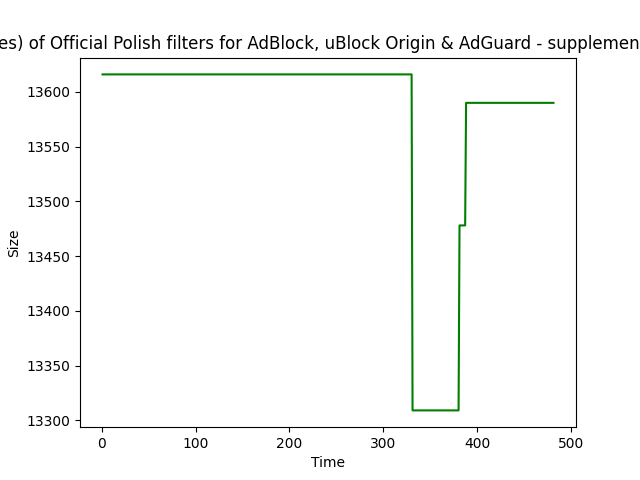 es) of Official Polish filters for AdBlock, uBlock Origin & AdGuard - supplemen
13600
13550
13500
13450
13400
13350
13300
Size
0 100 200 300 400 500
Time